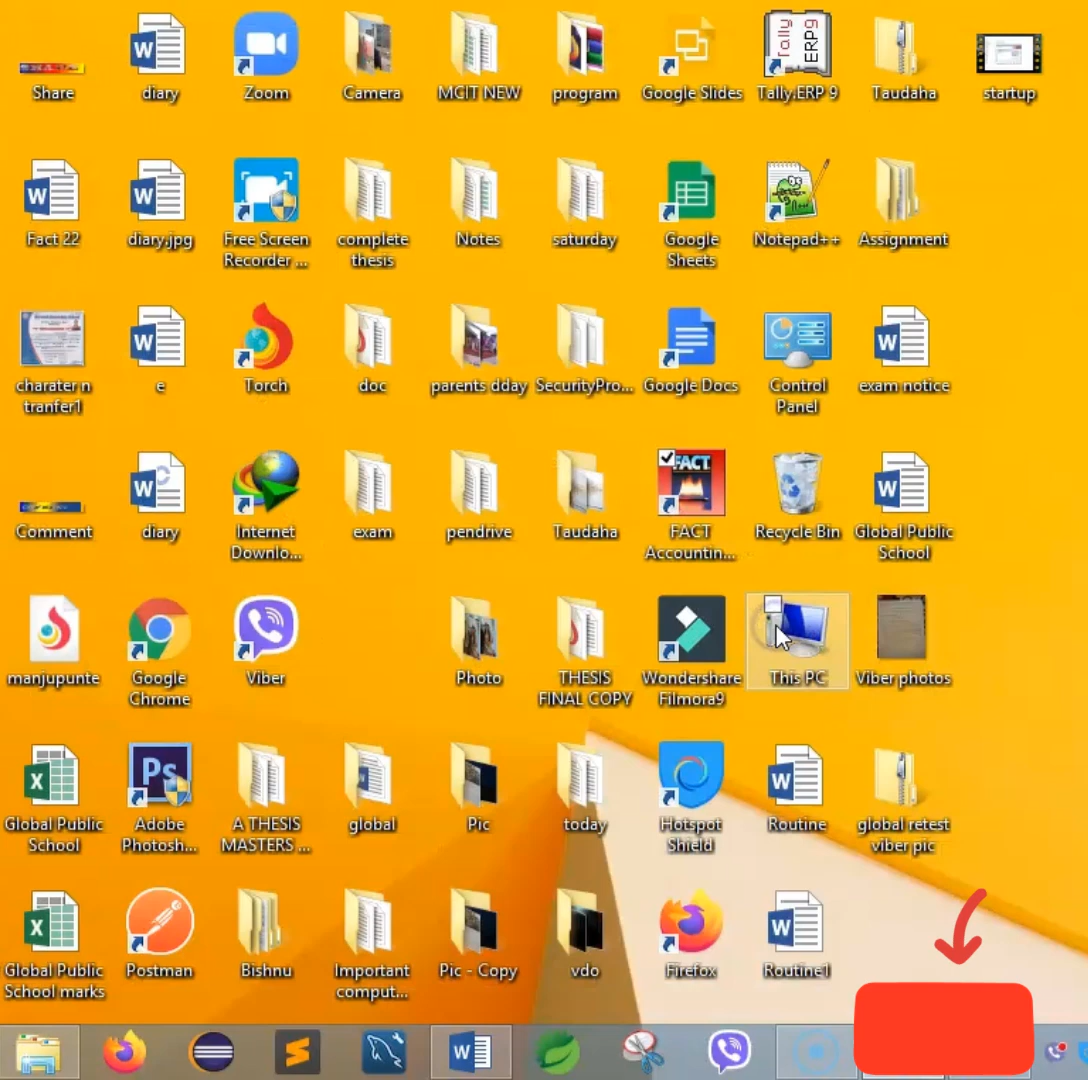 Share
diary
Zoom
Camera
MCIT NEW
program
Google Slides
Tally
ERP9
Tally.ERP 9
Taudaha
startup
Fact 22
diary.jpg
Free Screen
Recorder ...
complete
thesis
Notes
saturday
Google
Sheets
Notepad++
Assignment
charater n
tranfer1
e
Torch
doc
parents dday
SecurityPro...
Google Docs
Control
Panel
exam notice
Comment
diary
Internet
Downlo...
exam
pendrive
Taudaha
FACT
FACT
Accountin...
Recycle Bin
Global Public
School
manjupunte
Google
Chrome
Viber
Photo
THESIS
FINAL COPY
Wondershare
Filmora9
This PC
Viber photos
Global Public
School
Ps
Adobe
Photosh...
A THESIS
MASTERS ...
global
Pic
today
Hotspot
Shield
Routine
global retest
viber pic
Global Public
School marks
Postman
Bishnu
Important
comput...
Pic - Copy
vdo
Firefox
Routine1